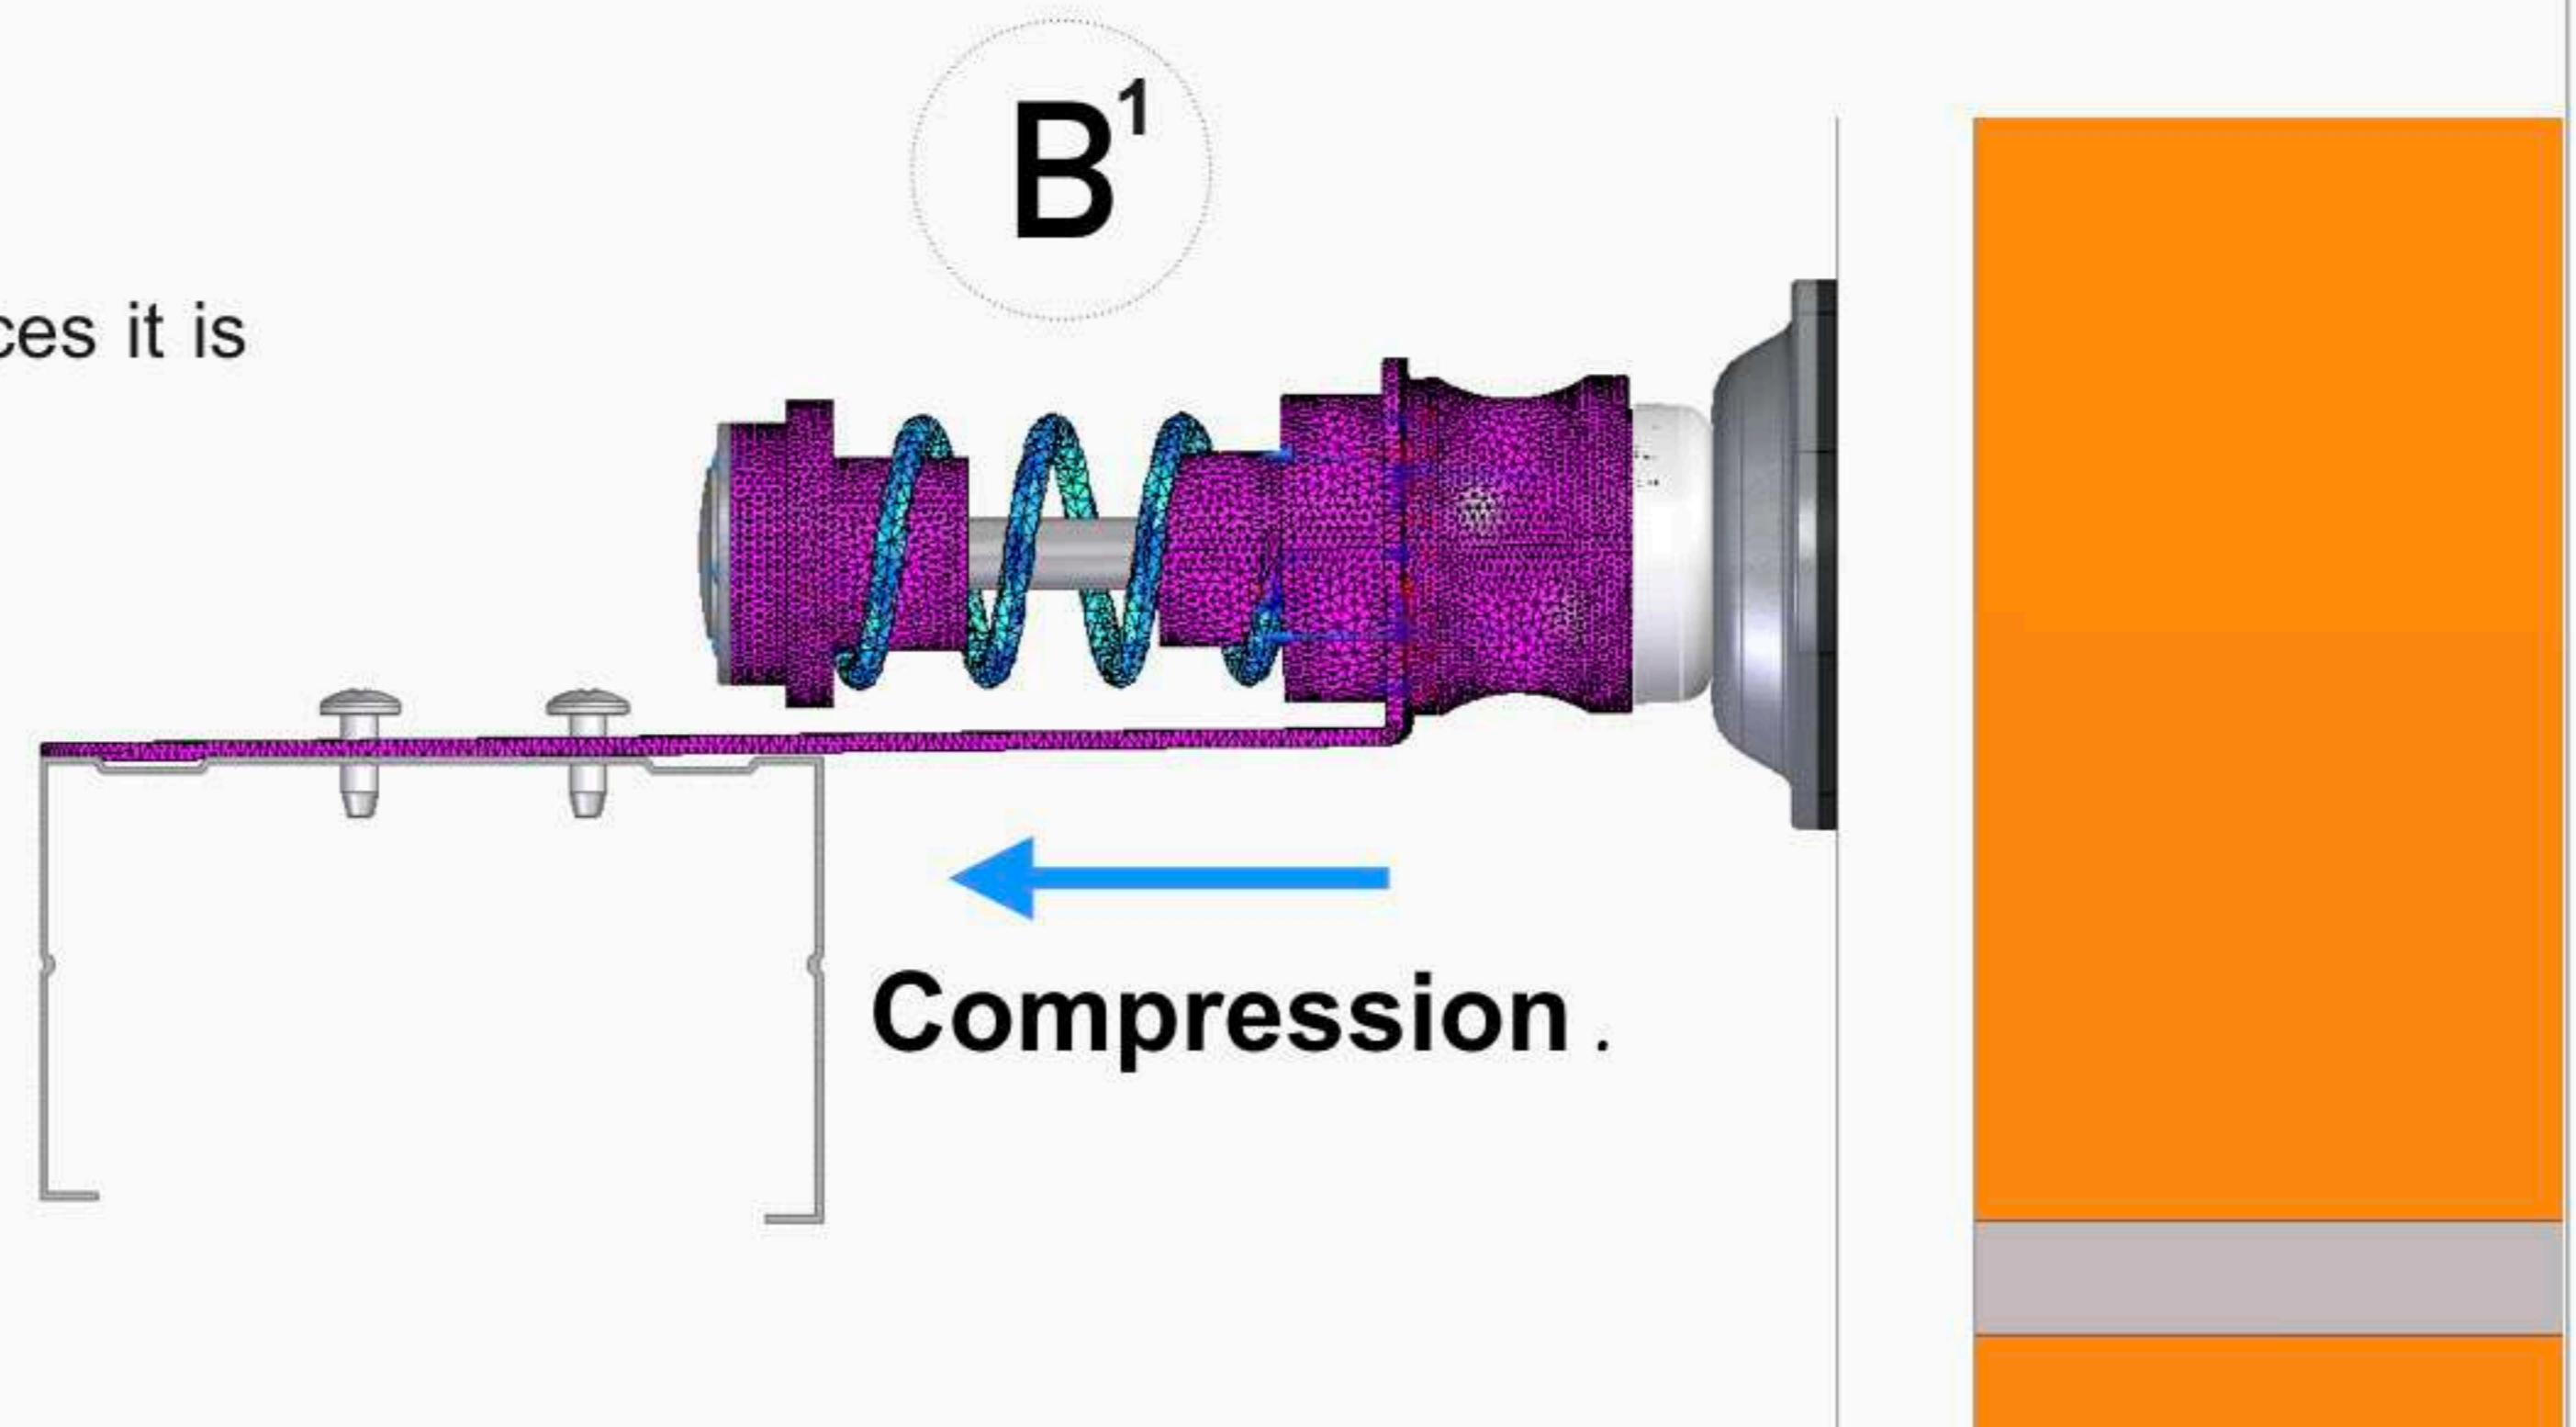 B¹
ces it is
Compression .